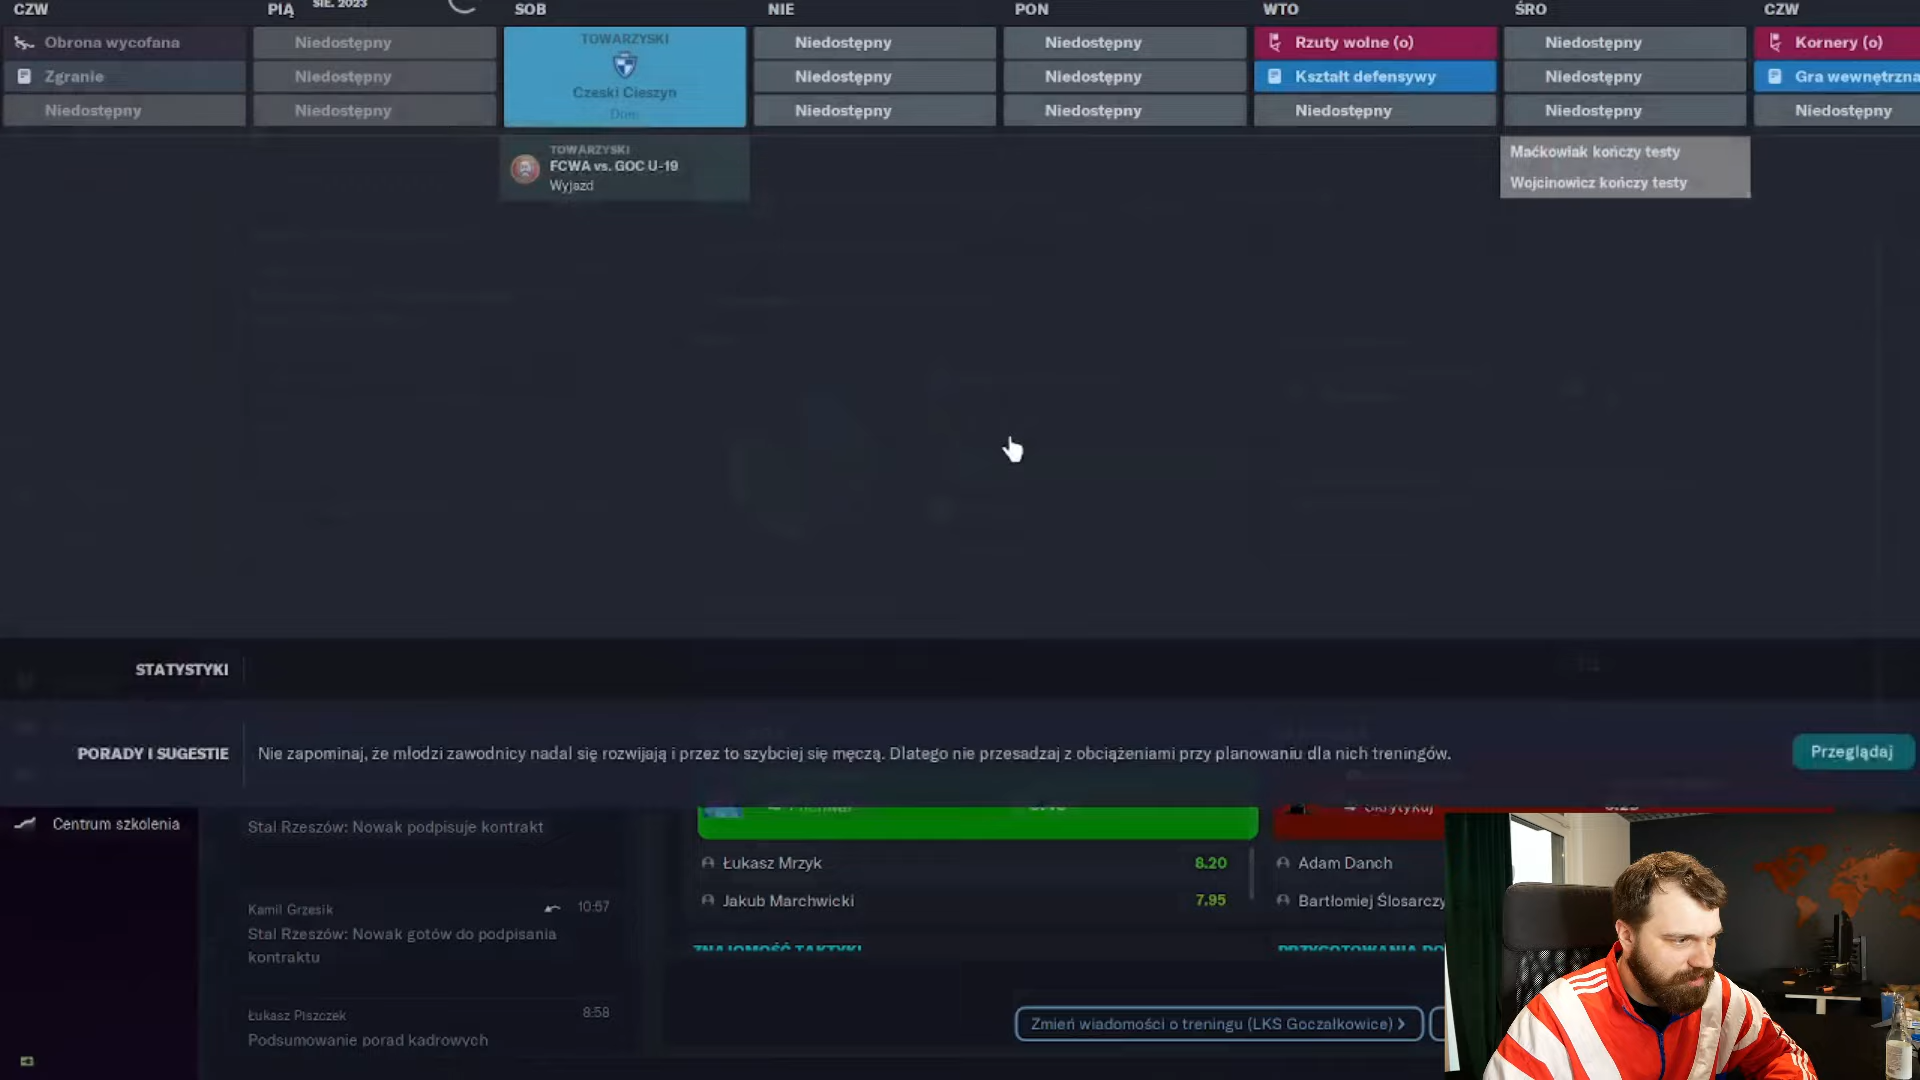 SIE. 2023
CZW PIĄ SOB NIE PON WTO ŚRO CZW
Obrona wycofana Niedostępny TOWARZYSKI Niedostępny Niedostępny Rzuty wolne (o) Niedostępny Kornery (o)
Zgranie Niedostępny Czeski Cieszyn Niedostępny Niedostępny Kształt defensywy Niedostępny Gra wewnętrzna
Niedostępny Niedostępny Dom Niedostępny Niedostępny Niedostępny Niedostępny Niedostępny
TOWARZYSKI
FCWA vs. GOC U-19
Wyjazd
Maćkowiak kończy testy
Wojcinowicz kończy testy
STATYSTYKI
PORADY I SUGESTIE Nie zapominaj, że młodzi zawodnicy nadal się rozwijają i przez to szybciej się męczą. Dlatego nie przesadzaj z obciążeniami przy planowaniu dla nich treningów. Przeglądaj
Centrum szkolenia
Stal Rzeszów: Nowak podpisuje kontrakt
Kamil Grzesik 10:57
Stal Rzeszów: Nowak gotów do podpisania
kontraktu
Łukasz Piszczek 8:58
Podsumowanie porad kadrowych
Łukasz Mrzyk 8.20 Adam Danch
Jakub Marchwicki 7.95 Bartłomiej Ślosarczy
ZNAJOMOŚĆ TAKTYKI PRZYGOTOWANIA DO
Zmień wiadomości o treningu (LKS Goczałkowice)